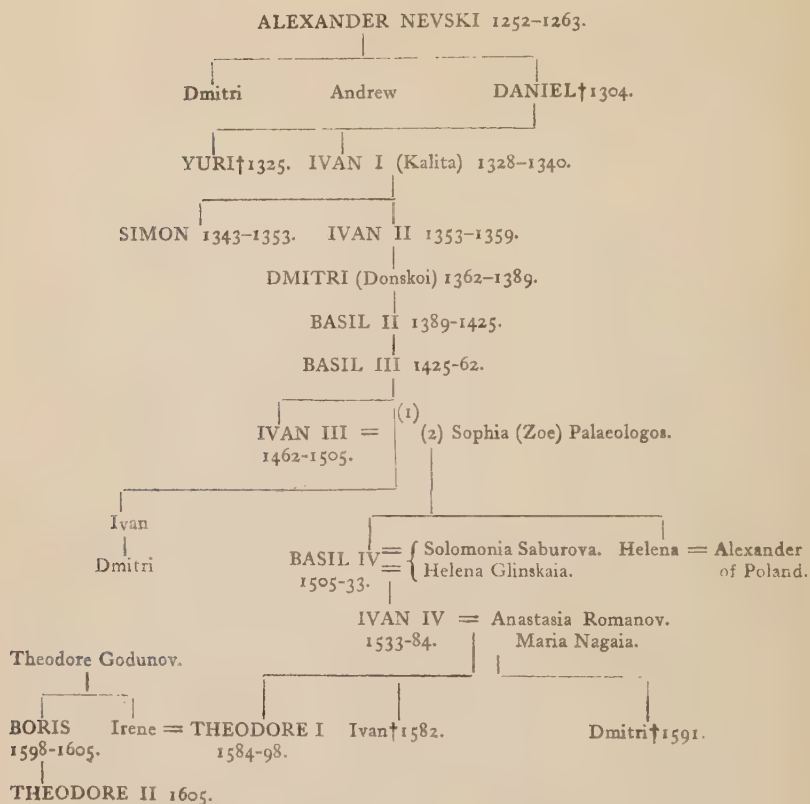 ALEXANDER NEVSKI 1252–1263.
Dmitri Andrew DANIEL†1304.
YURI†1325. IVAN I (Kalita) 1328–1340.
SIMON 1343–1353. IVAN II 1353–1359.
DMITRI (Donskoi) 1362–1389.
BASIL II 1389-1425.
BASIL III 1425-62.
(1)
IVAN III = (2) Sophia (Zoe) Palaeologos.
1462-1505.
Ivan
Dmitri
BASIL IV = { Solomonia Saburova. Helena = Alexander
1505-33. = { Helena Glinskaia. of Poland.
IVAN IV = Anastasia Romanov.
1533-84. Maria Nagaia.
Theodore Godunov.
BORIS Irene = THEODORE I Ivan†1582. Dmitri†1591.
1598-1605. 1584-98.
THEODORE II 1605.